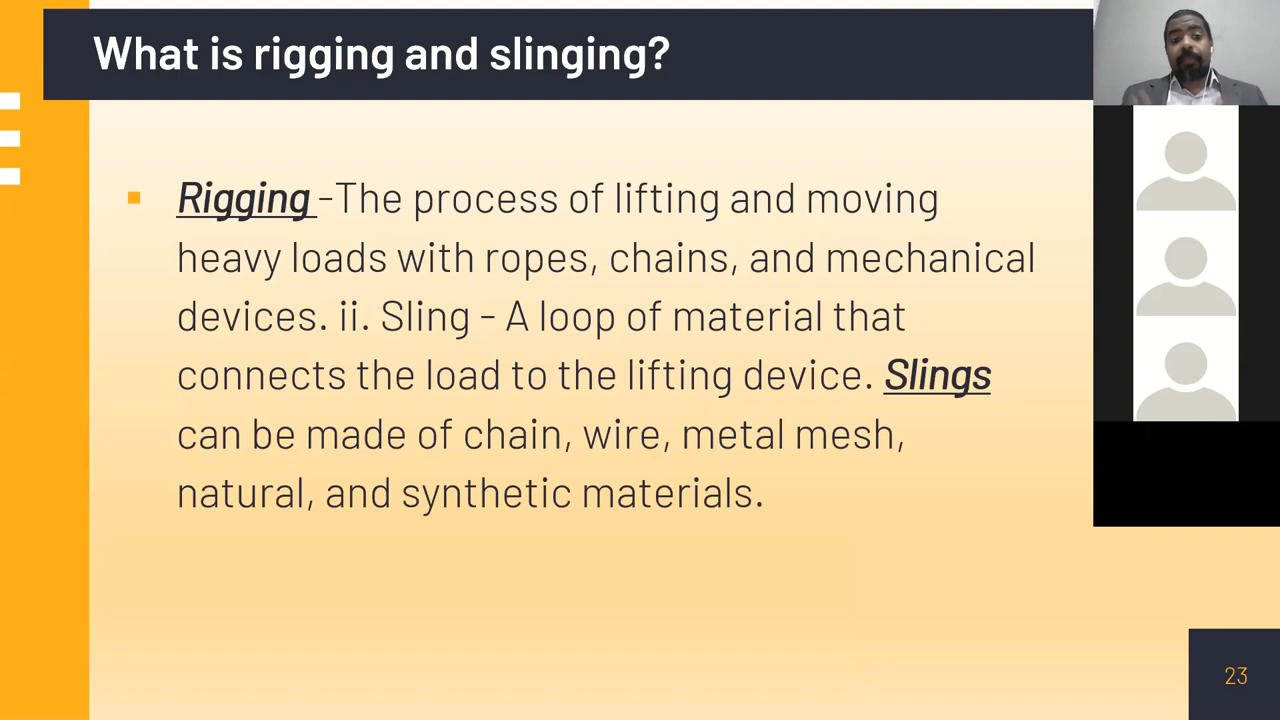 What is rigging and slinging?
Rigging -The process of lifting and moving
heavy loads with ropes, chains, and mechanical
devices. ii. Sling - A loop of material that
connects the load to the lifting device. Slings
can be made of chain, wire, metal mesh,
natural, and synthetic materials.
23